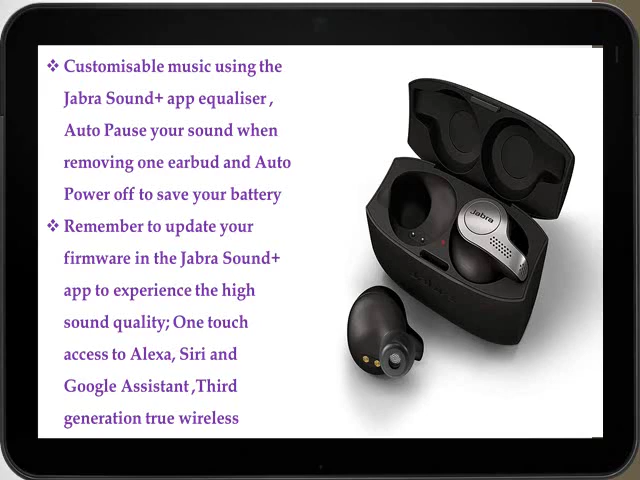 ❖ Customisable music using the
Jabra Sound+ app equaliser ,
Auto Pause your sound when
removing one earbud and Auto
Power off to save your battery
❖ Remember to update your
firmware in the Jabra Sound+
app to experience the high
sound quality; One touch
access to Alexa, Siri and
Google Assistant ,Third
generation true wireless
Jabra
Jabra